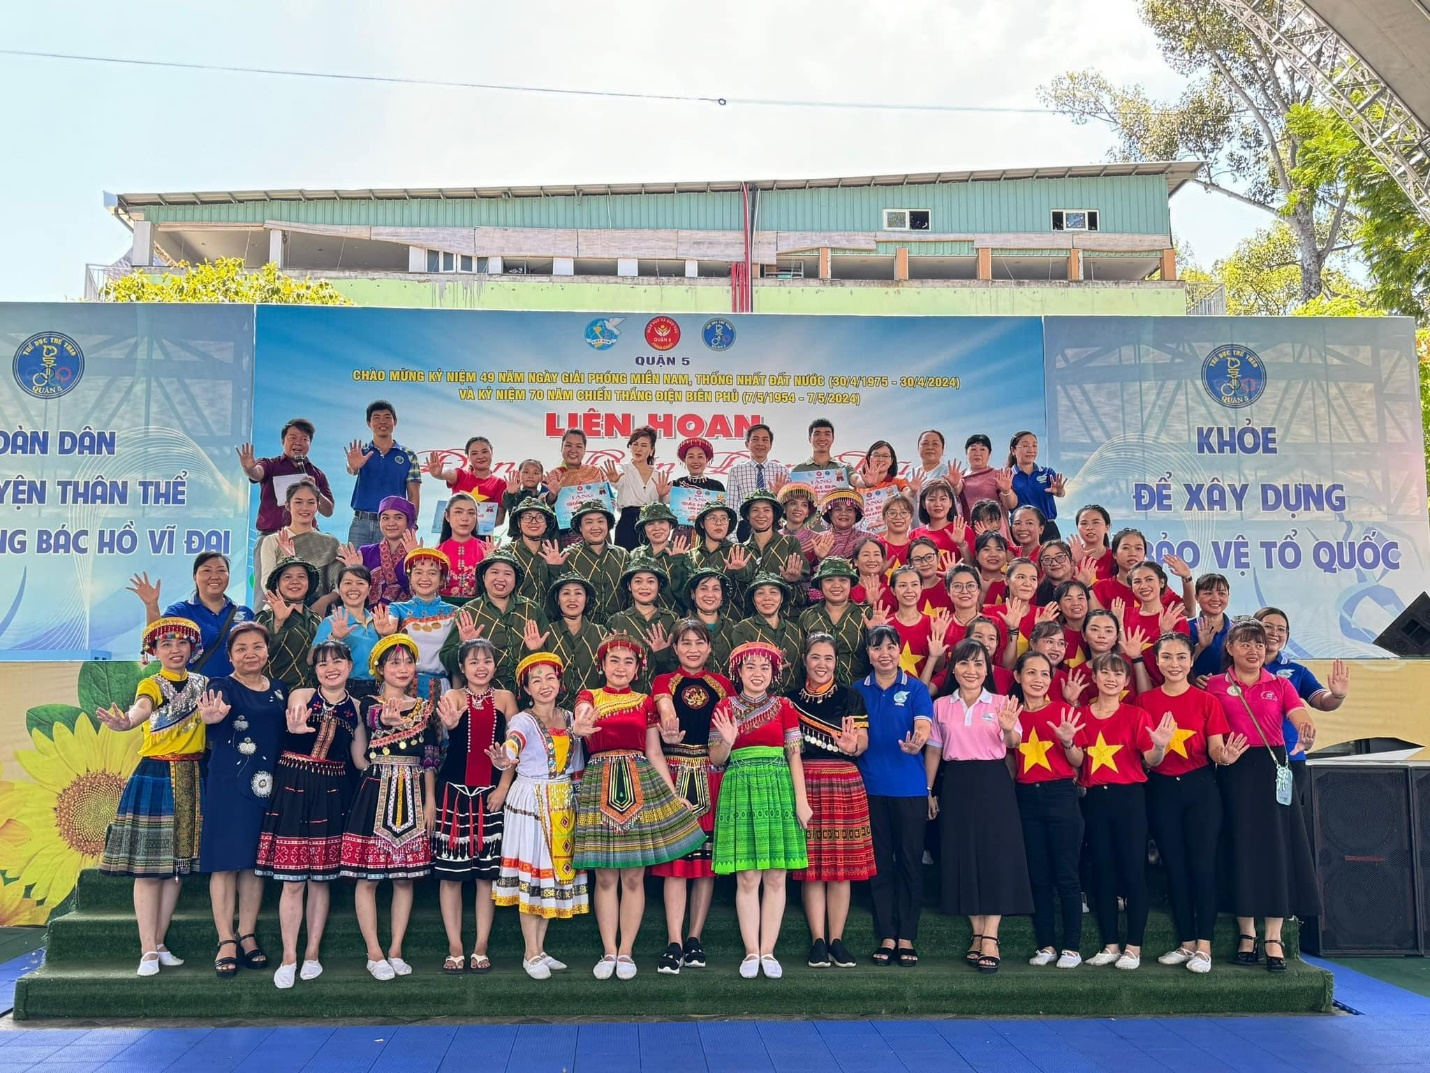 THỂ DỤC THỂ THAO
QUẬN 5
ĐOÀN DÂN
THÂN THỂ
BÁC HỒ VĨ ĐẠI
QUẬN 5
QUẬN 5
CHÀO MỪNG KỶ NIỆM 49 NĂM NGÀY GIẢI PHÓNG MIỀN NAM, THỐNG NHẤT ĐẤT NƯỚC (30/4/1975 - 30/4/2024)
VÀ KỶ NIỆM 70 NĂM CHIẾN THẮNG ĐIỆN BIÊN PHỦ (7/5/1954 - 7/5/2024)
LIÊN HOAN
THỂ DỤC THỂ THAO
QUẬN 5
KHỎE
ĐỂ XÂY DỰNG
BẢO VỆ TỔ QUỐC